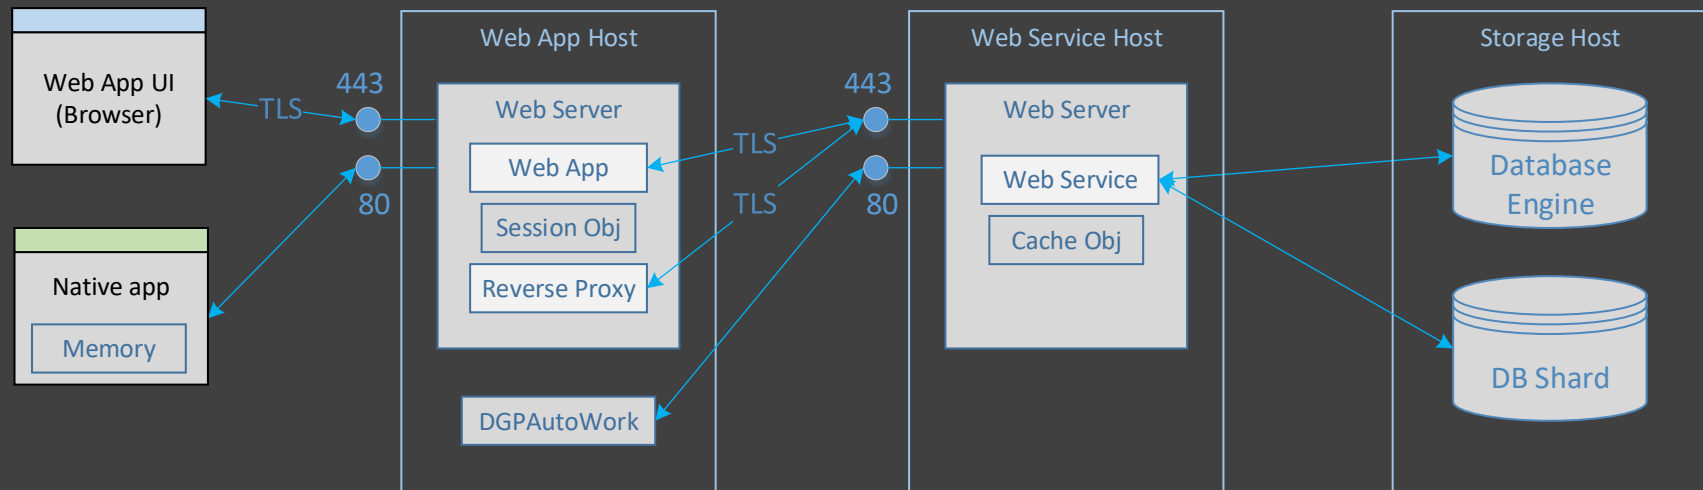 Web App UI
(Browser)
TLS
443
80
Native app
Memory
Web App Host
Web Server
Web App
Session Obj
Reverse Proxy
DGPAutoWork
TLS
TLS
443
80
Web Service Host
Web Server
Web Service
Cache Obj
Storage Host
Database
Engine
DB Shard